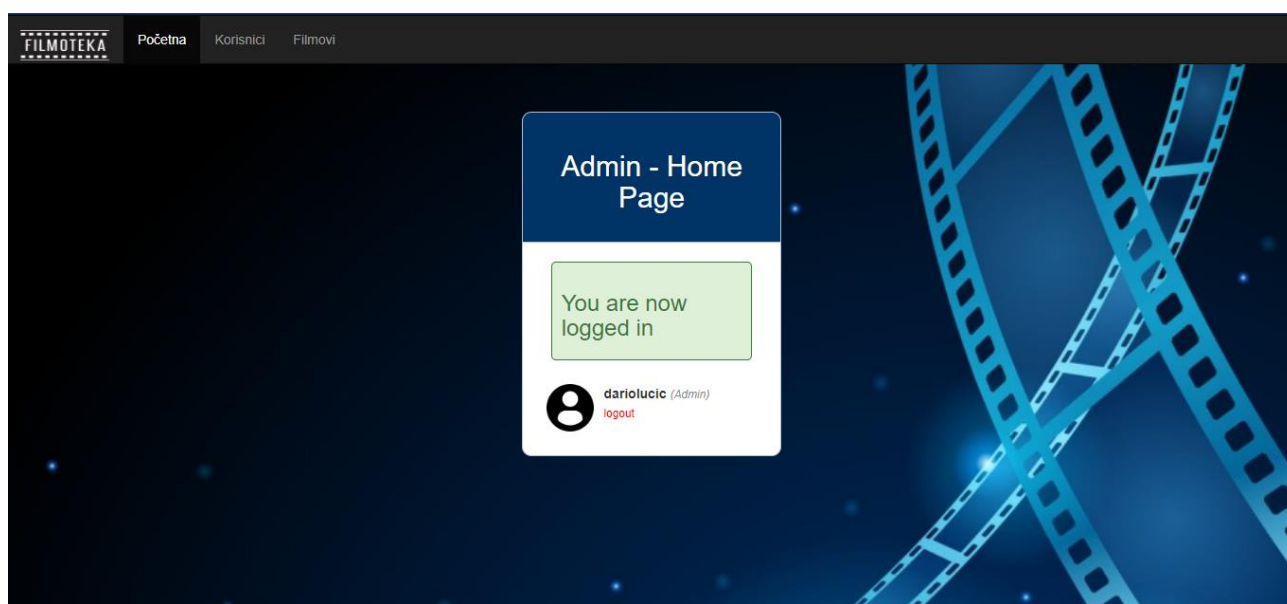 FILMOTEKA Početna Korisnici Filmovi
Admin - Home
Page
You are now
logged in
dariolucic (Admin)
logout